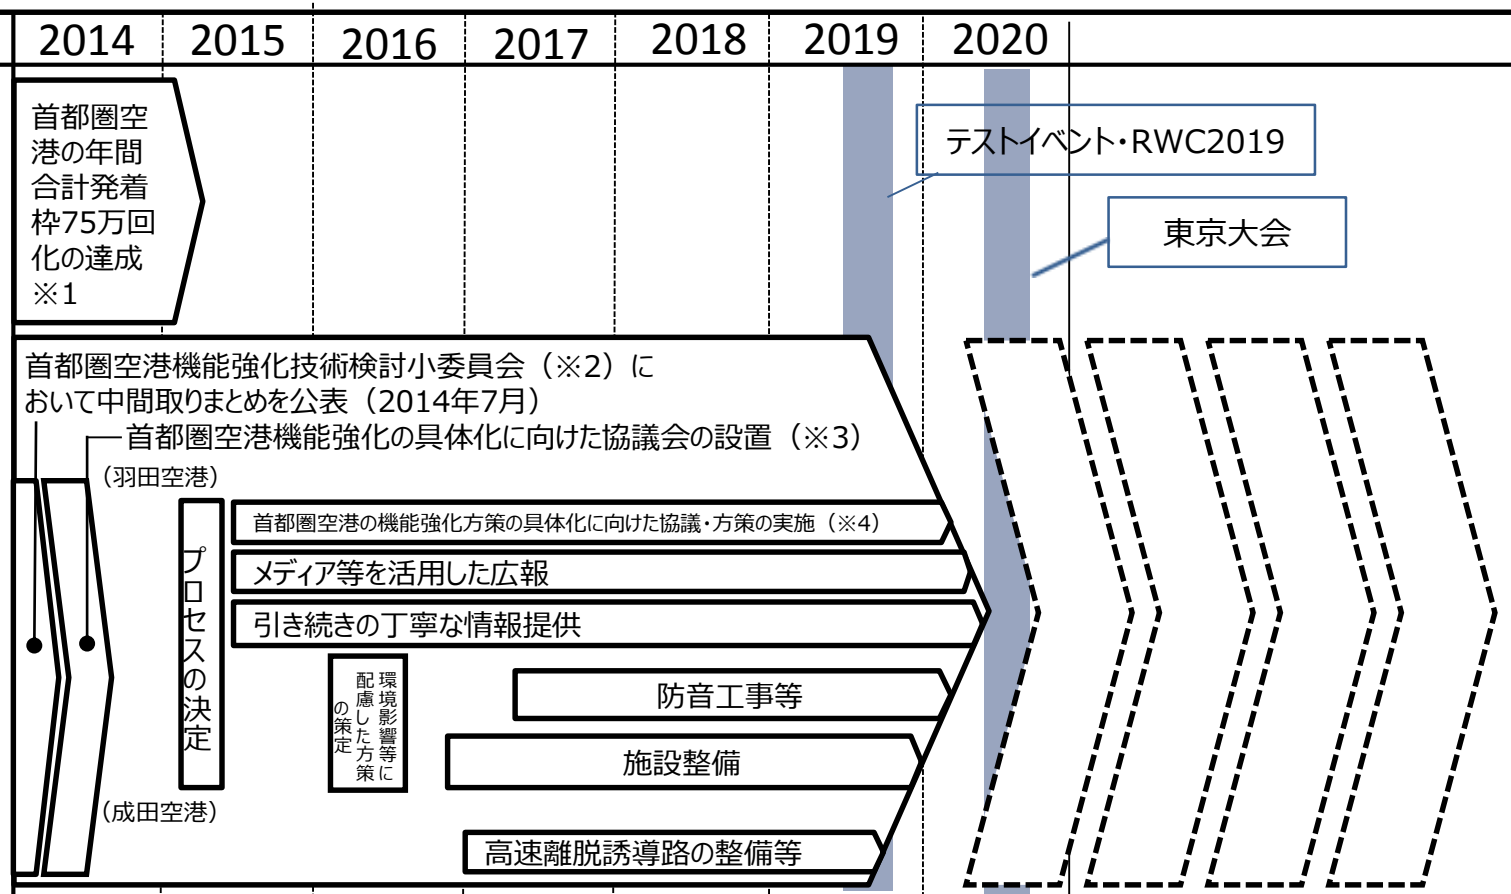 2014 2015 2016 2017 2018 2019 2020
首都圏空
港の年間
合計発着
枠75万回
化の達成
※1
テストイベント・RWC2019
東京大会
首都圏空港機能強化技術検討小委員会（※2）に
おいて中間取りまとめを公表（2014年7月）
首都圏空港機能強化の具体化に向けた協議会の設置（※3）
（羽田空港）
プロセスの決定
首都圏空港の機能強化方策の具体化に向けた協議・方策の実施（※4）
メディア等を活用した広報
引き続きの丁寧な情報提供
環境影響等に
配慮した方策
の策定
防音工事等
施設整備
（成田空港）
高速離脱誘導路の整備等